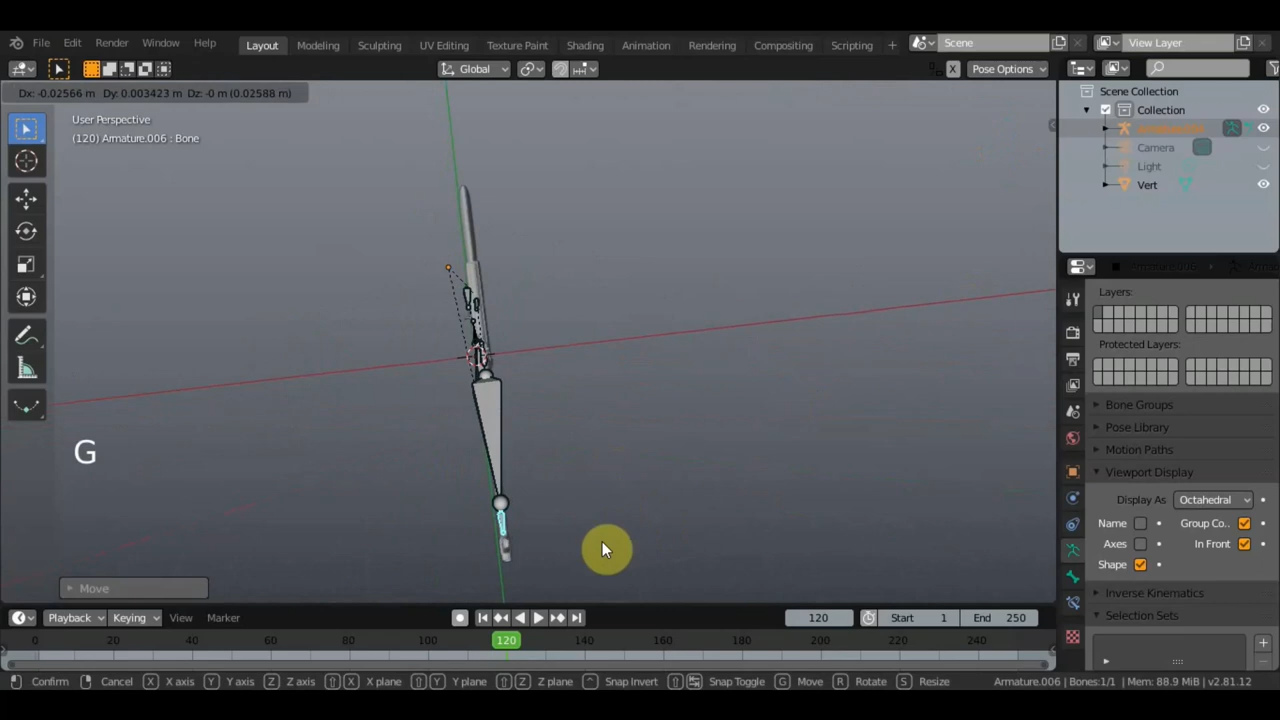 File Edit Render Window Help Layout Modeling Sculpting UV Editing Texture Paint Shading Animation Rendering Compositing Scripting + Scene View Layer
Global X Pose Options
Dx: -0.02566 m Dy: 0.003423 m Dz: -0 m (0.02588 m)
User Perspective
(120) Armature.006 : Bone
Scene Collection
Collection
Camera
Light
Vert
Layers:
Protected Layers:
Bone Groups
Pose Library
Motion Paths
Viewport Display
Display As Octahedral
Name Group Co..
Axes In Front
Shape
Inverse Kinematics
Selection Sets
G
Move
Playback Keying View Marker 120 Start 1 End 250
0 20 40 60 80 100 120 140 160 180 200 220 240
Confirm Cancel X X axis Y Y axis Z Z axis X X plane Y Y plane Z Z plane Snap Invert Snap Toggle G Move R Rotate S Resize Armature.006 | Bones:1/1 | Mem: 88.9 MiB | v2.81.12